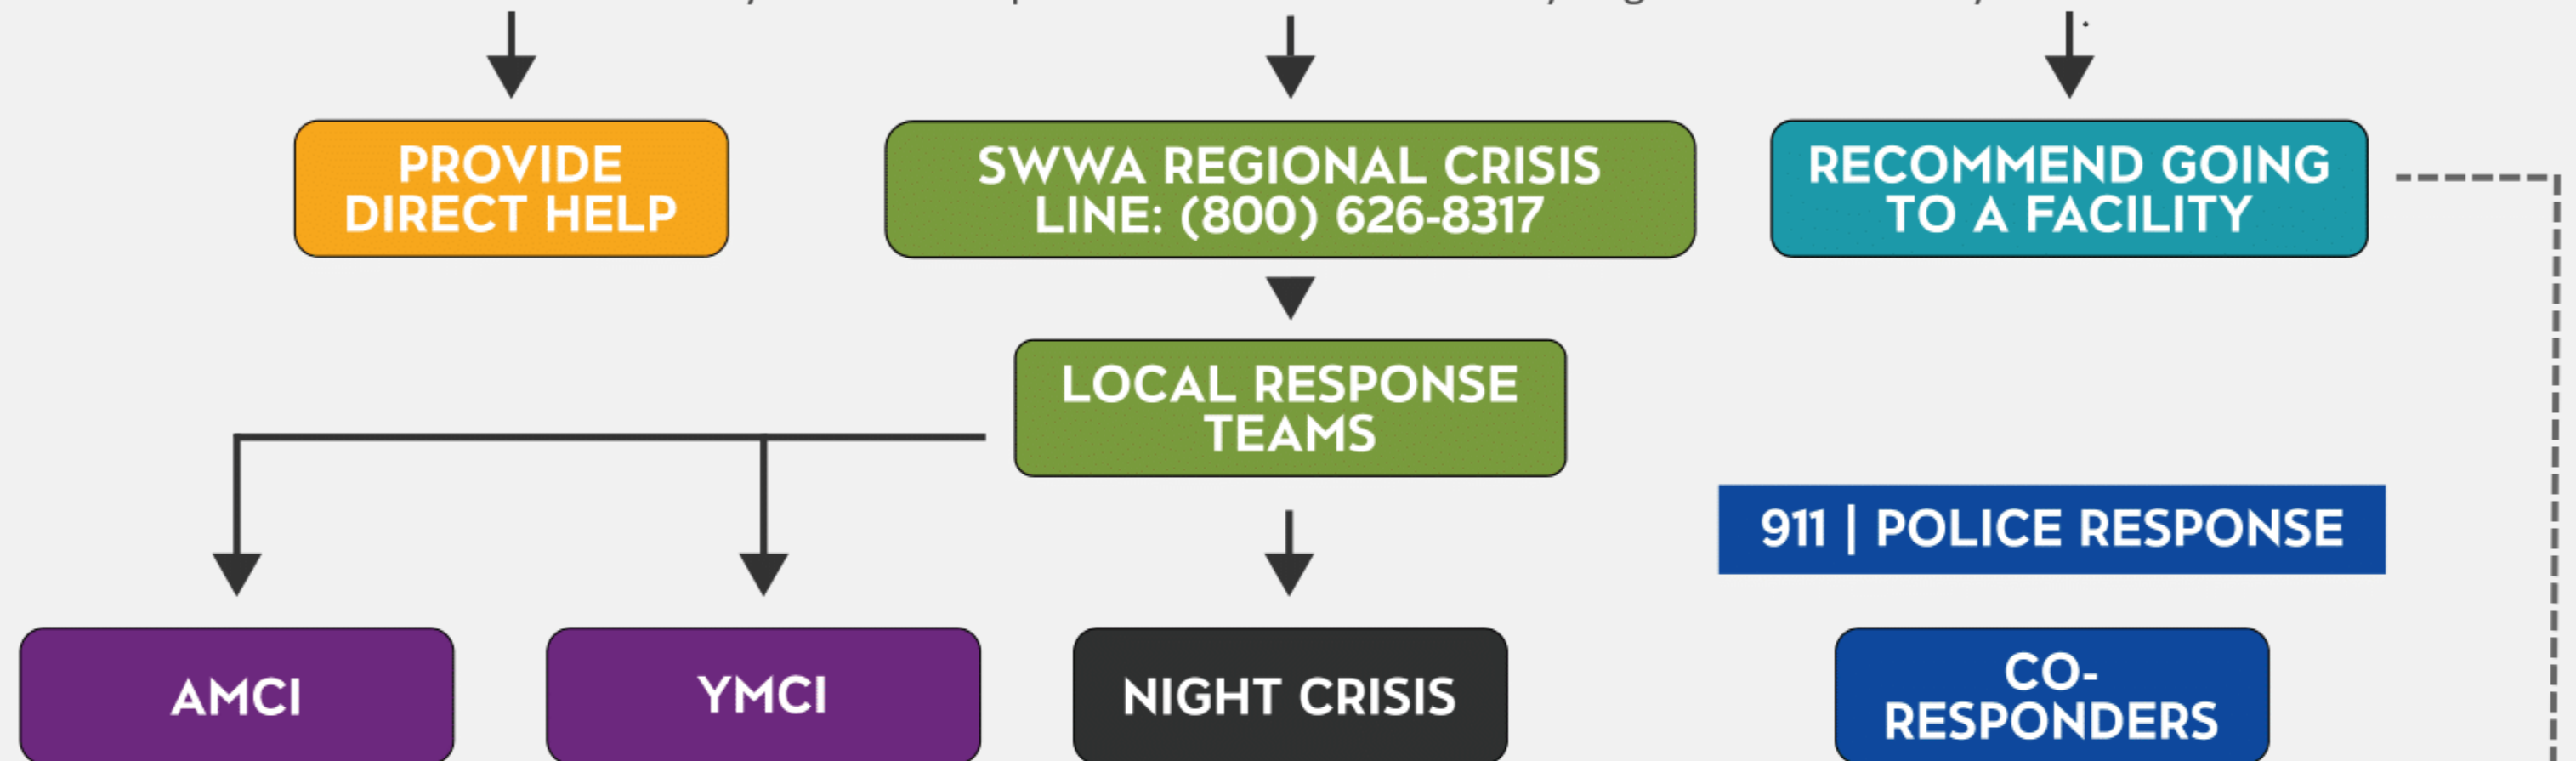 PROVIDE
DIRECT HELP
SWWA REGIONAL CRISIS
LINE: (800) 626-8317
RECOMMEND GOING
TO A FACILITY
LOCAL RESPONSE
TEAMS
911 | POLICE RESPONSE
AMCI
YMCI
NIGHT CRISIS
CO-
RESPONDERS